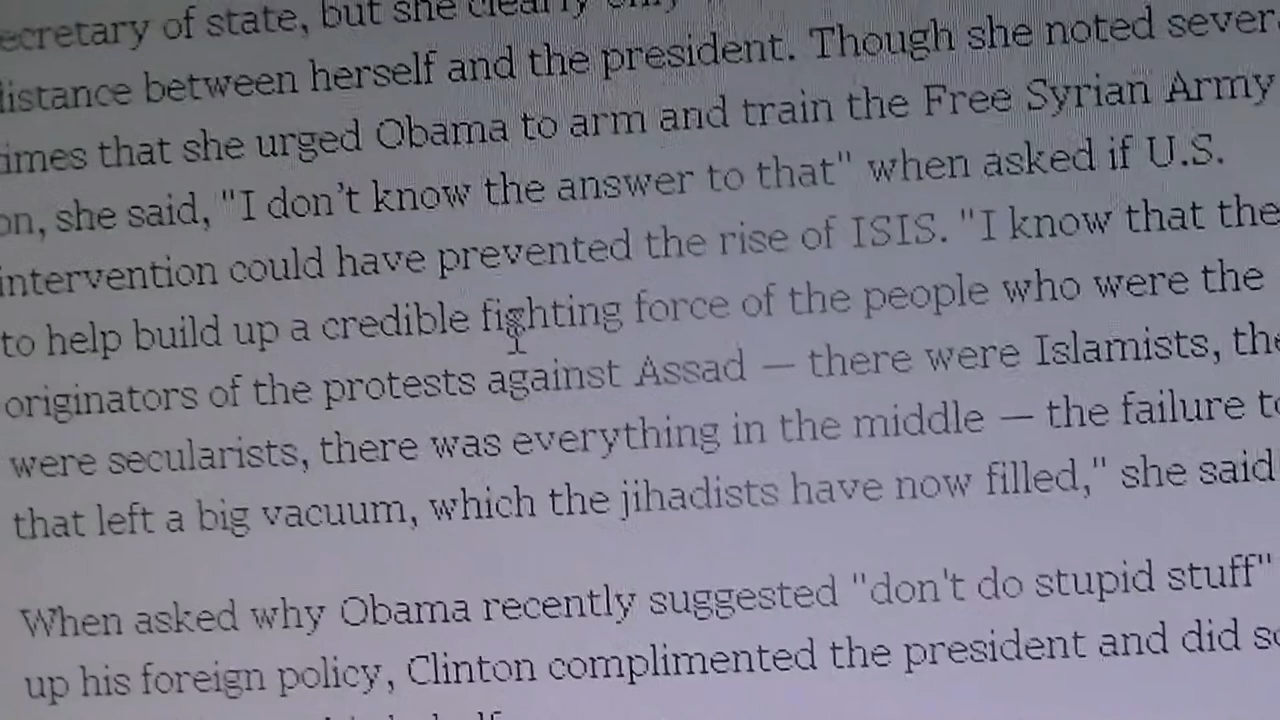 ecretary of state, but she clearly
listance between herself and the president. Though she noted sever
imes that she urged Obama to arm and train the Free Syrian Army
on, she said, "I don't know the answer to that" when asked if U.S.
intervention could have prevented the rise of ISIS. "I know that the
to help build up a credible fighting force of the people who were the
originators of the protests against Assad — there were Islamists, the
were secularists, there was everything in the middle — the failure to
that left a big vacuum, which the jihadists have now filled," she said
When asked why Obama recently suggested "don't do stupid stuff"
up his foreign policy, Clinton complimented the president and did so